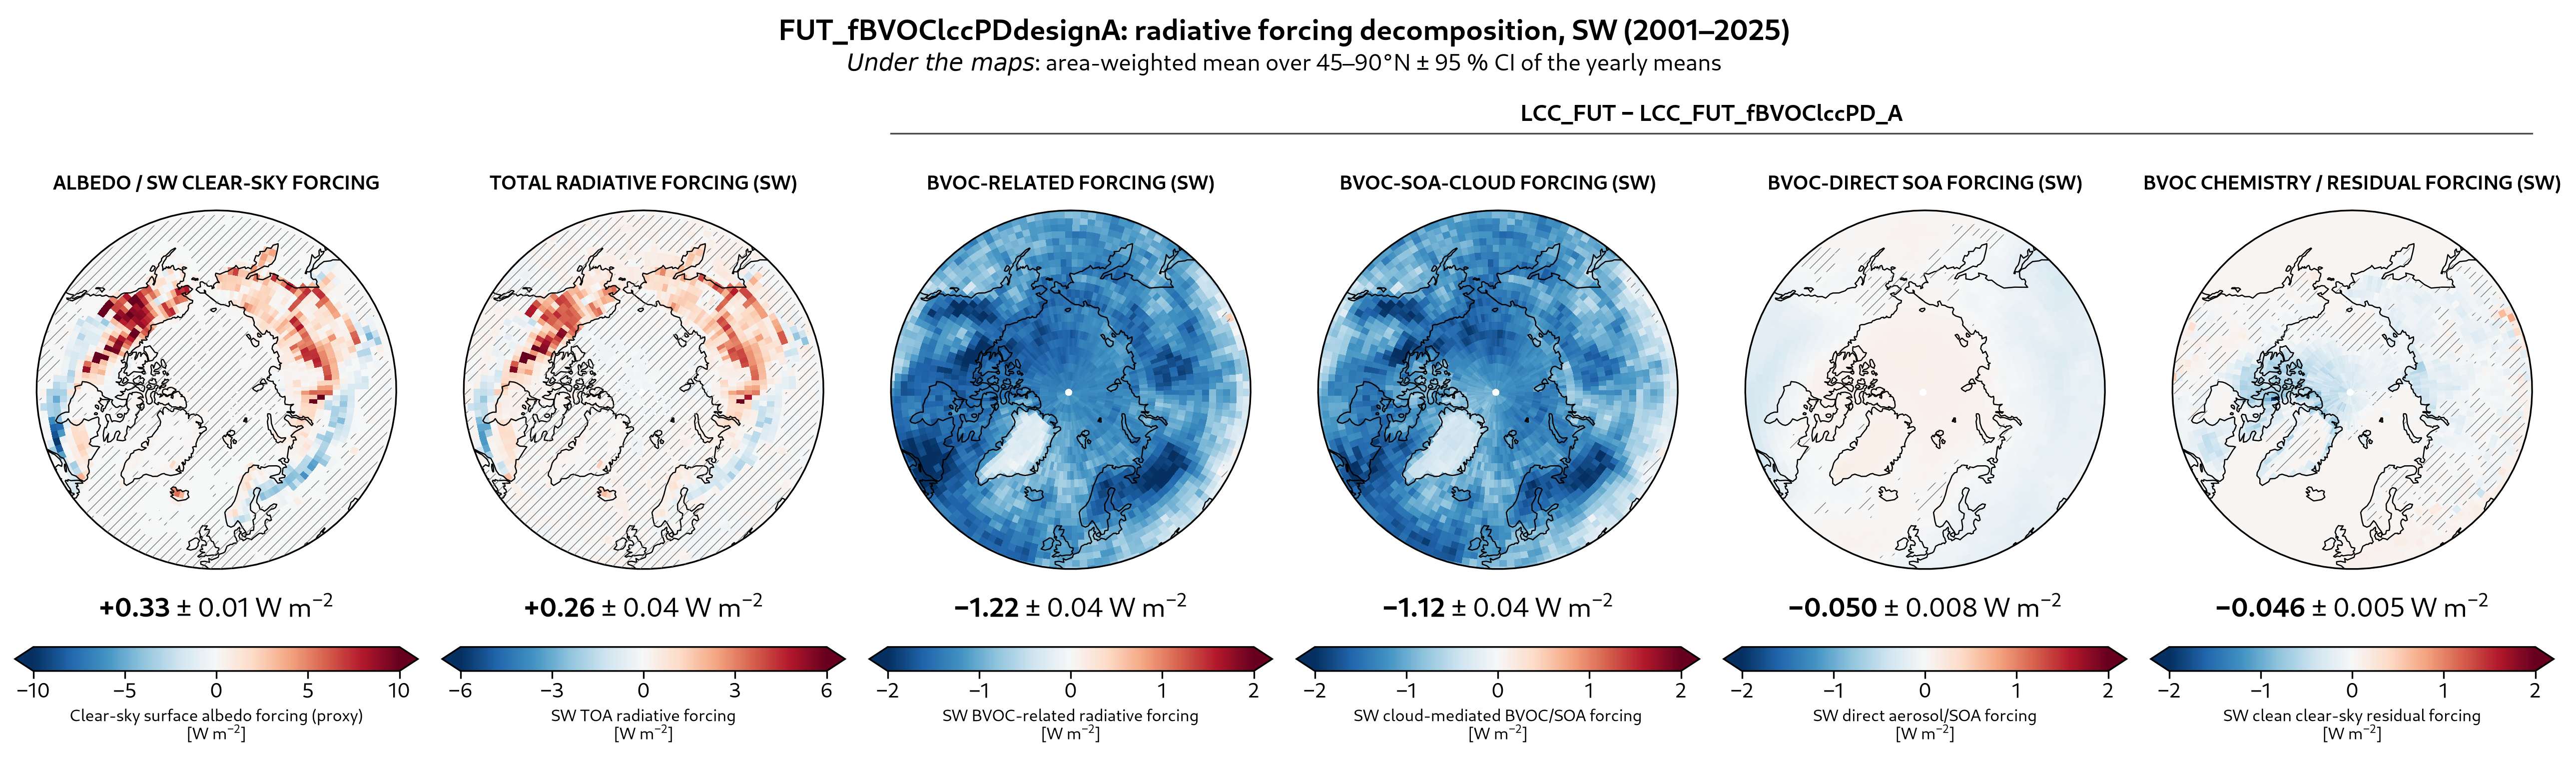 FUT_fBVOClccPDdesignA: radiative forcing decomposition, SW (2001–2025)
Under the maps: area-weighted mean over 45–90°N ± 95 % CI of the yearly means
LCC_FUT − LCC_FUT_fBVOClccPD_A
ALBEDO / SW CLEAR-SKY FORCING
TOTAL RADIATIVE FORCING (SW)
BVOC-RELATED FORCING (SW)
BVOC-SOA-CLOUD FORCING (SW)
BVOC-DIRECT SOA FORCING (SW)
BVOC CHEMISTRY / RESIDUAL FORCING (SW)
+0.33 ± 0.01 W m⁻²
+0.26 ± 0.04 W m⁻²
−1.22 ± 0.04 W m⁻²
−1.12 ± 0.04 W m⁻²
−0.050 ± 0.008 W m⁻²
−0.046 ± 0.005 W m⁻²
−10 −5 0 5 10
−6 −3 0 3 6
−2 −1 0 1 2
−2 −1 0 1 2
−2 −1 0 1 2
−2 −1 0 1 2
Clear-sky surface albedo forcing (proxy)
[W m⁻²]
SW TOA radiative forcing
[W m⁻²]
SW BVOC-related radiative forcing
[W m⁻²]
SW cloud-mediated BVOC/SOA forcing
[W m⁻²]
SW direct aerosol/SOA forcing
[W m⁻²]
SW clean clear-sky residual forcing
[W m⁻²]